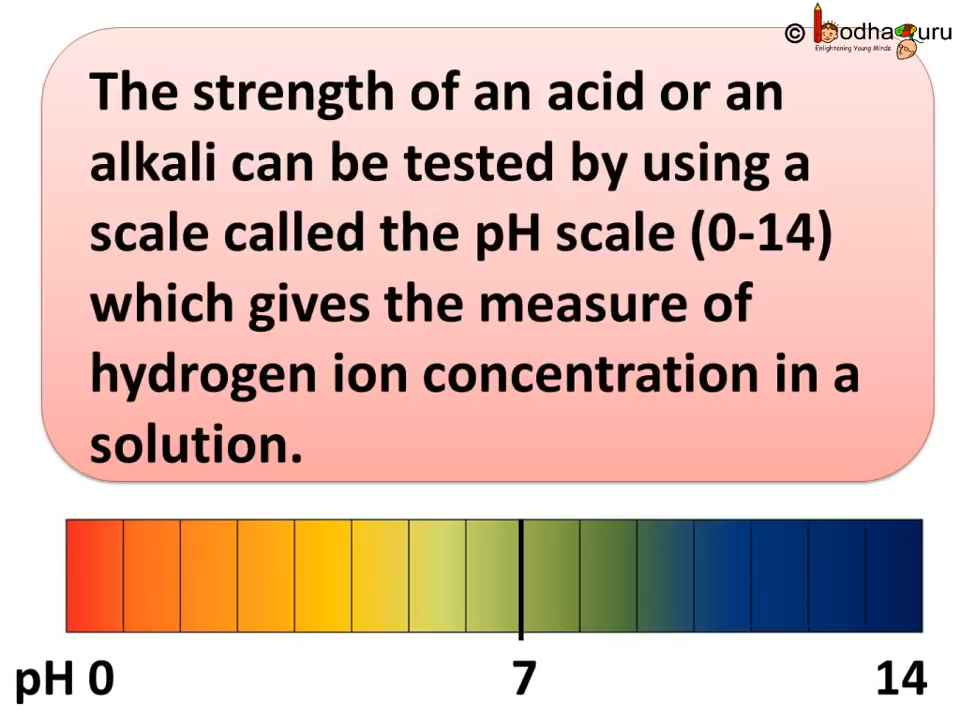 © BodhaGuru
Enlightening Young Minds
The strength of an acid or an
alkali can be tested by using a
scale called the pH scale (0-14)
which gives the measure of
hydrogen ion concentration in a
solution.
pH 0 7 14